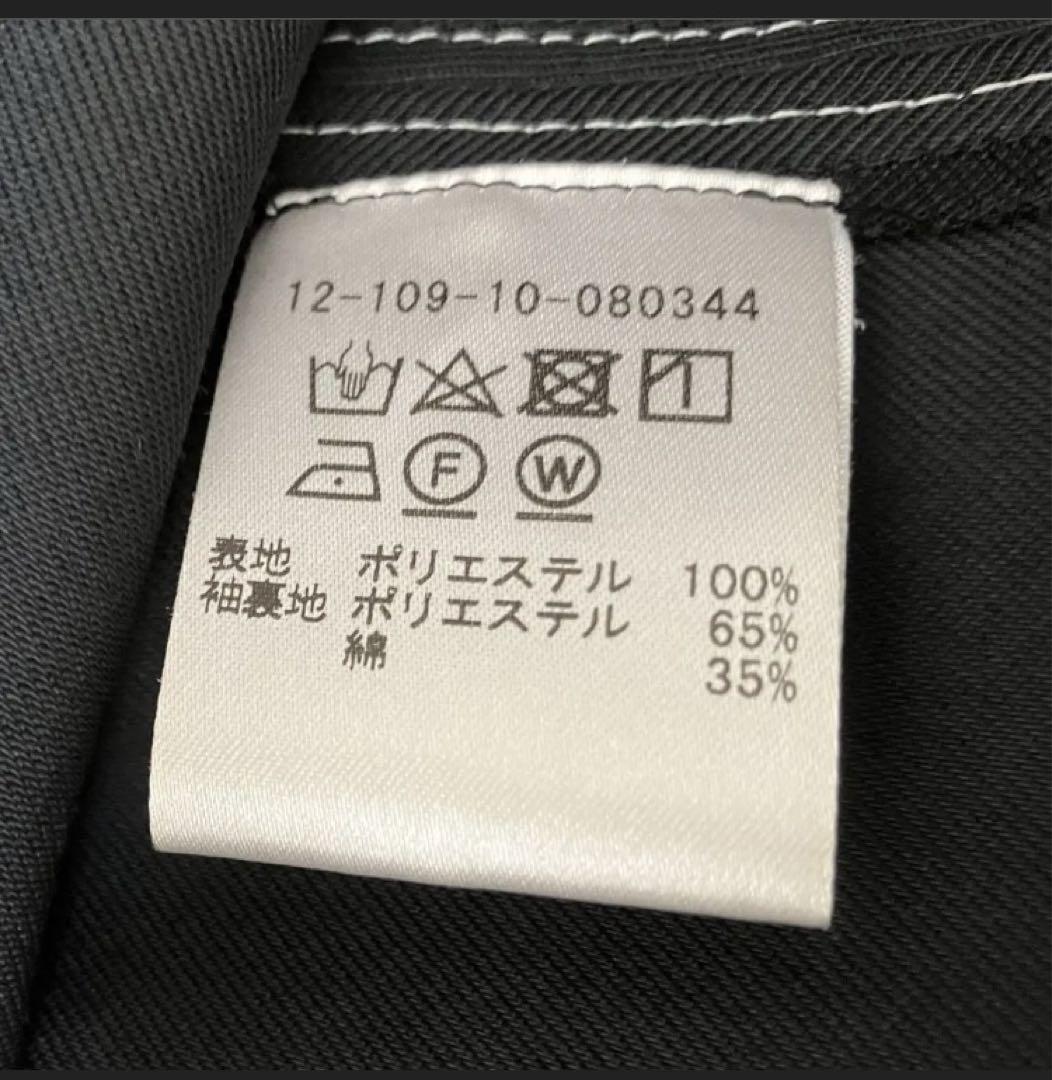 12-109-10-080344
F W
表地 ポリエステル 100%
袖裏地 ポリエステル 65%
綿 35%